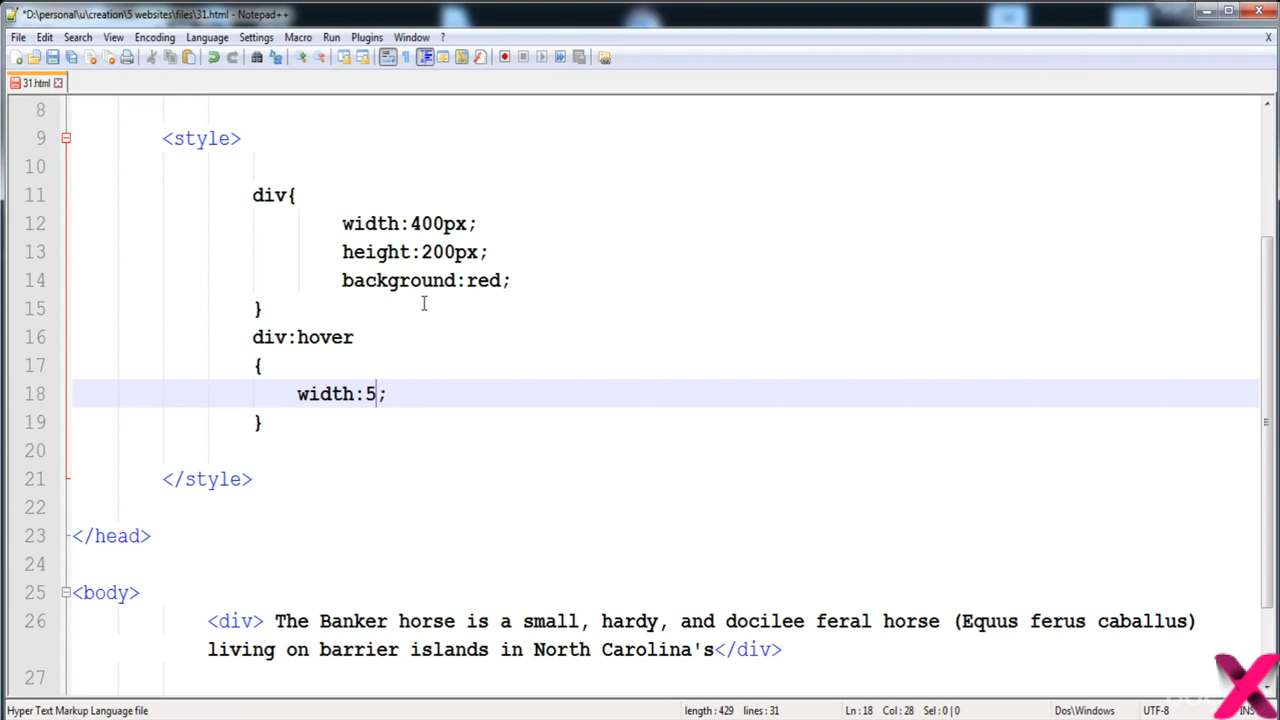 *D:\personal\u\creation\5 websites\files\31.html - Notepad++
File Edit Search View Encoding Language Settings Macro Run Plugins Window ? X
31.html
8
9 <style>
10
11 div{
12 width:400px;
13 height:200px;
14 background:red;
15 }
16 div:hover
17 {
18 width:5;
19 }
20
21 </style>
22
23 </head>
24
25 <body>
26 <div> The Banker horse is a small, hardy, and docilee feral horse (Equus ferus caballus)
living on barrier islands in North Carolina's</div>
27
Hyper Text Markup Language file length : 429 lines : 31 Ln : 18 Col : 28 Sel : 0 | 0 Dos\Windows UTF-8 INS